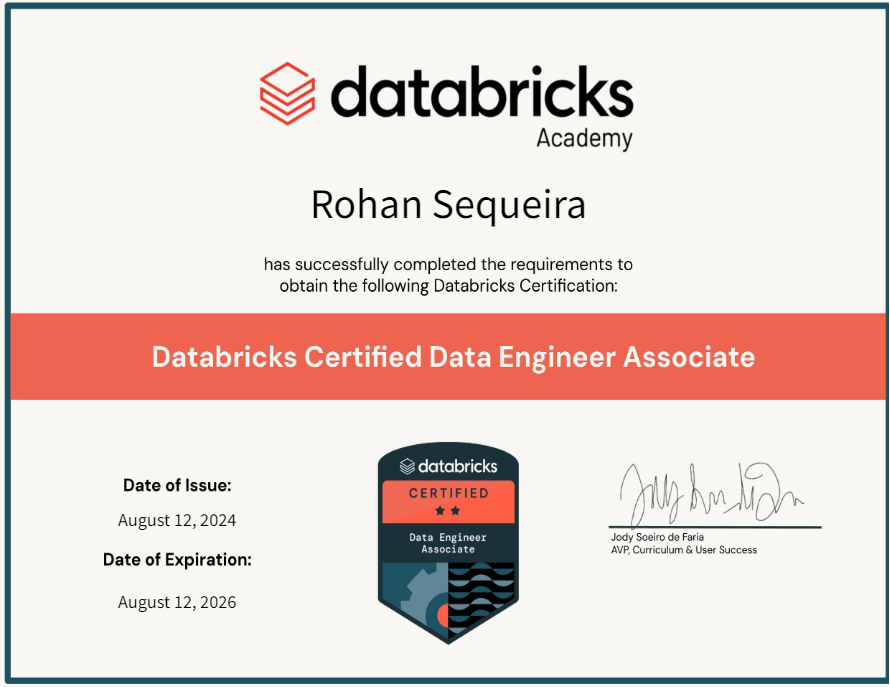 databricks
Academy
Rohan Sequeira
has successfully completed the requirements to
obtain the following Databricks Certification:
Databricks Certified Data Engineer Associate
Date of Issue:
August 12, 2024
Date of Expiration:
August 12, 2026
databricks
CERTIFIED
Data Engineer
Associate
Jody Soeiro de Faria
AVP, Curriculum & User Success